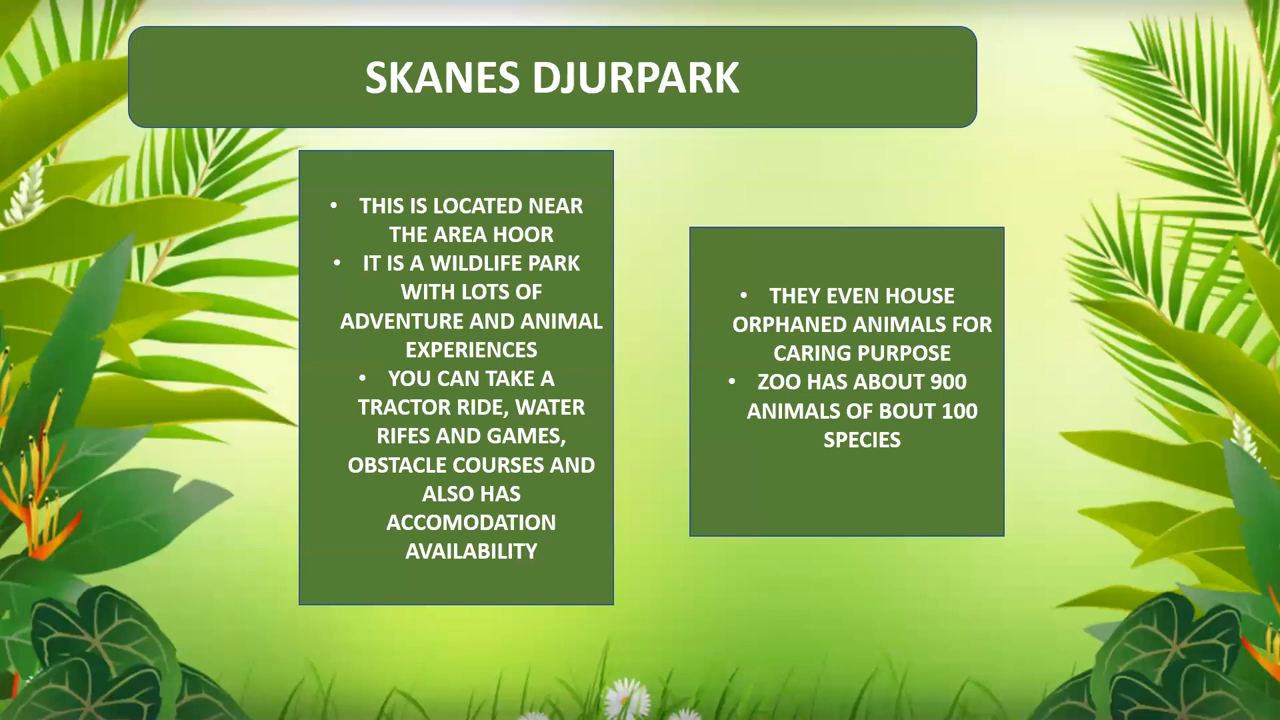 SKANES DJURPARK
• THIS IS LOCATED NEAR
THE AREA HOOR
• IT IS A WILDLIFE PARK
WITH LOTS OF
ADVENTURE AND ANIMAL
EXPERIENCES
• YOU CAN TAKE A
TRACTOR RIDE, WATER
RIFES AND GAMES,
OBSTACLE COURSES AND
ALSO HAS
ACCOMODATION
AVAILABILITY
• THEY EVEN HOUSE
ORPHANED ANIMALS FOR
CARING PURPOSE
• ZOO HAS ABOUT 900
ANIMALS OF BOUT 100
SPECIES